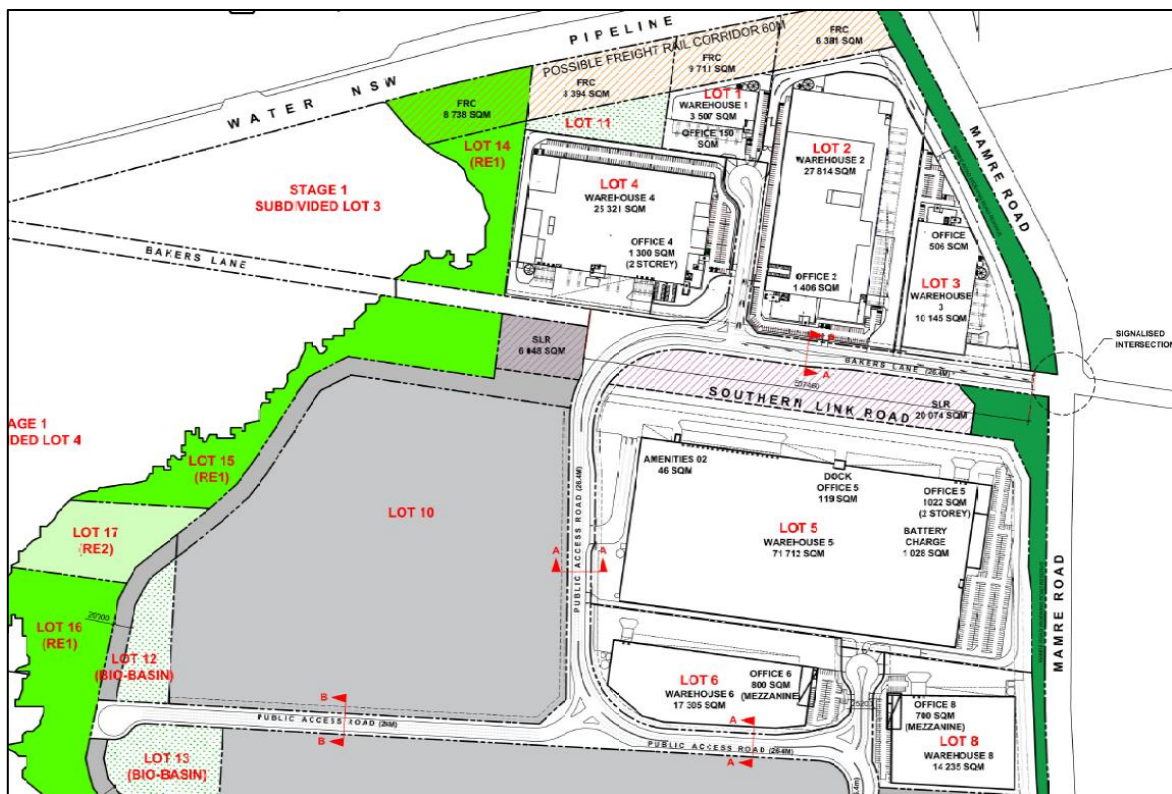 WATER NSW PIPELINE
POSSIBLE FREIGHT RAIL CORRIDOR 60M
FRC
6 381 SQM
FRC
9 711 SQM
FRC
FRC
8 738 SQM
LOT 1
WAREHOUSE 1
3 507 SQM
OFFICE 150
SQM
LOT 11
LOT 14
(RE1)
LOT 2
WAREHOUSE 2
27 814 SQM
OFFICE 2
1 406 SQM
MAMRE ROAD
STAGE 1
SUBDIVIDED LOT 3
LOT 4
WAREHOUSE 4
25 321 SQM
OFFICE 4
1 300 SQM
(2 STOREY)
OFFICE
506 SQM
LOT 3
WAREHOUSE
3
10 145 SQM
BAKERS LANE
SIGNALISED
INTERSECTION
SLR
6 048 SQM
B
A
BAKERS LANE (26.4M)
SOUTHERN LINK ROAD
SLR
20 074 SQM
AGE 1
DED LOT 4
LOT 15
(RE1)
AMENITIES 02
46 SQM
DOCK
OFFICE 5
119 SQM
OFFICE 5
1022 SQM
(2 STOREY)
LOT 10
LOT 5
WAREHOUSE 5
71 712 SQM
BATTERY
CHARGE
1 028 SQM
LOT 17
(RE2)
PUBLIC ACCESS ROAD (26.4M)
A A
MAMRE ROAD
LOT 16
(RE1)
LOT 12
(BIO-BASIN)
LOT 6
WAREHOUSE 6
17 305 SQM
OFFICE 6
800 SQM
(MEZZANINE)
OFFICE 8
700 SQM
(MEZZANINE)
LOT 8
WAREHOUSE 8
14 235 SQM
B
PUBLIC ACCESS ROAD (26M)
B
A
PUBLIC ACCESS ROAD (26.4M)
A
LOT 13
(BIO-BASIN)